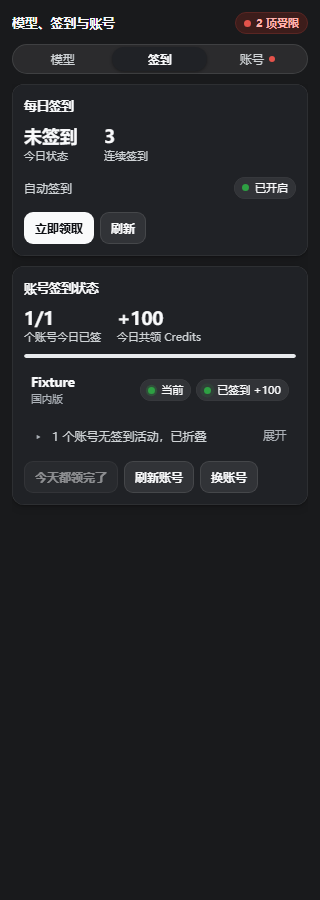 模型、签到与账号
2 项受限
模型 签到 账号
每日签到
未签到 3
今日状态 连续签到
自动签到 已开启
立即领取 刷新
账号签到状态
1/1 +100
个账号今日已签 今日共领 Credits
Fixture
国内版
当前 已签到 +100
1 个账号无签到活动，已折叠 展开
今天都领完了 刷新账号 换账号